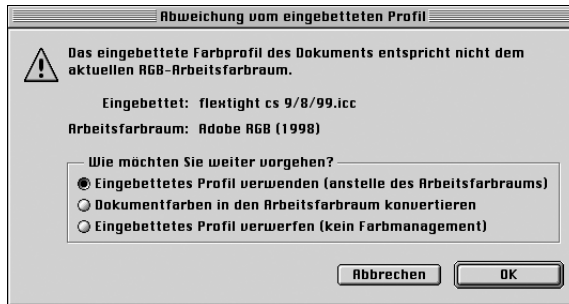 Abweichung vom eingebetteten Profil
Das eingebettete Farbprofil des Dokuments entspricht nicht dem
aktuellen RGB-Arbeitsfarbraum.
Eingebettet: flextight cs 9/8/99.icc
Arbeitsfarbraum: Adobe RGB (1998)
Wie möchten Sie weiter vorgehen?
Eingebettetes Profil verwenden (anstelle des Arbeitsfarbraums)
Dokumentfarben in den Arbeitsfarbraum konvertieren
Eingebettetes Profil verwerfen (kein Farbmanagement)
Abbrechen OK